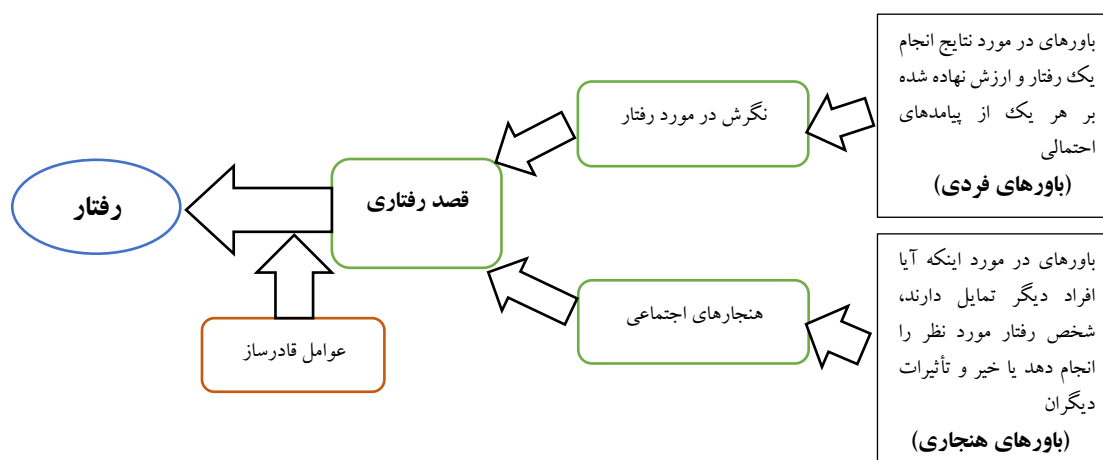 باورهای در مورد نتایج انجام
یک رفتار و ارزش نهاده شده
بر هر یک از پیامدهای
احتمالی
(باورهای فردی)
نگرش در مورد رفتار
قصد رفتاری
رفتار
عوامل قادرساز
هنجارهای اجتماعی
باورهای در مورد اینکه آیا
افراد دیگر تمایل دارند،
شخص رفتار مورد نظر را
انجام دهد یا خیر و تأثیرات
دیگران
(باورهای هنجاری)